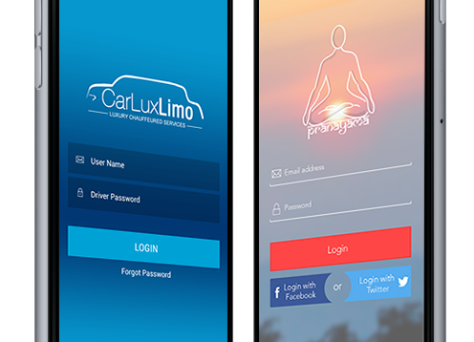 CarLuxLimo
LUXURY CHAUFFEURED SERVICES
User Name
Driver Password
LOGIN
Forgot Password
pranayama
Email address
Password
Login
f Login with
Facebook
or
Login with
Twitter